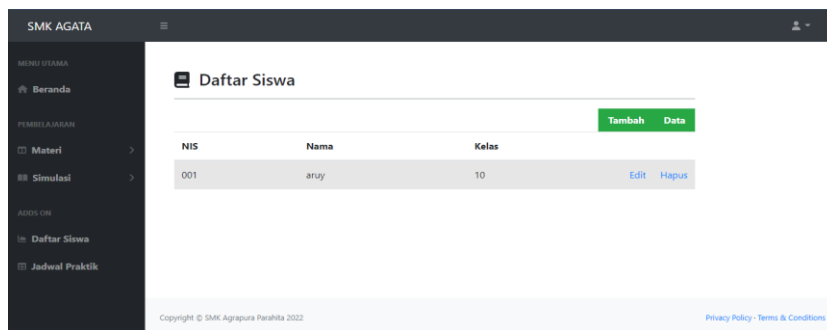 SMK AGATA
MENU UTAMA
Beranda
PEMBELAJARAN
Materi
Simulasi
ADDS ON
Daftar Siswa
Jadwal Praktik
Daftar Siswa
Tambah Data
NIS Nama Kelas
001 aruy 10 Edit Hapus
Copyright © SMK Agrapura Parahita 2022 Privacy Policy · Terms & Conditions